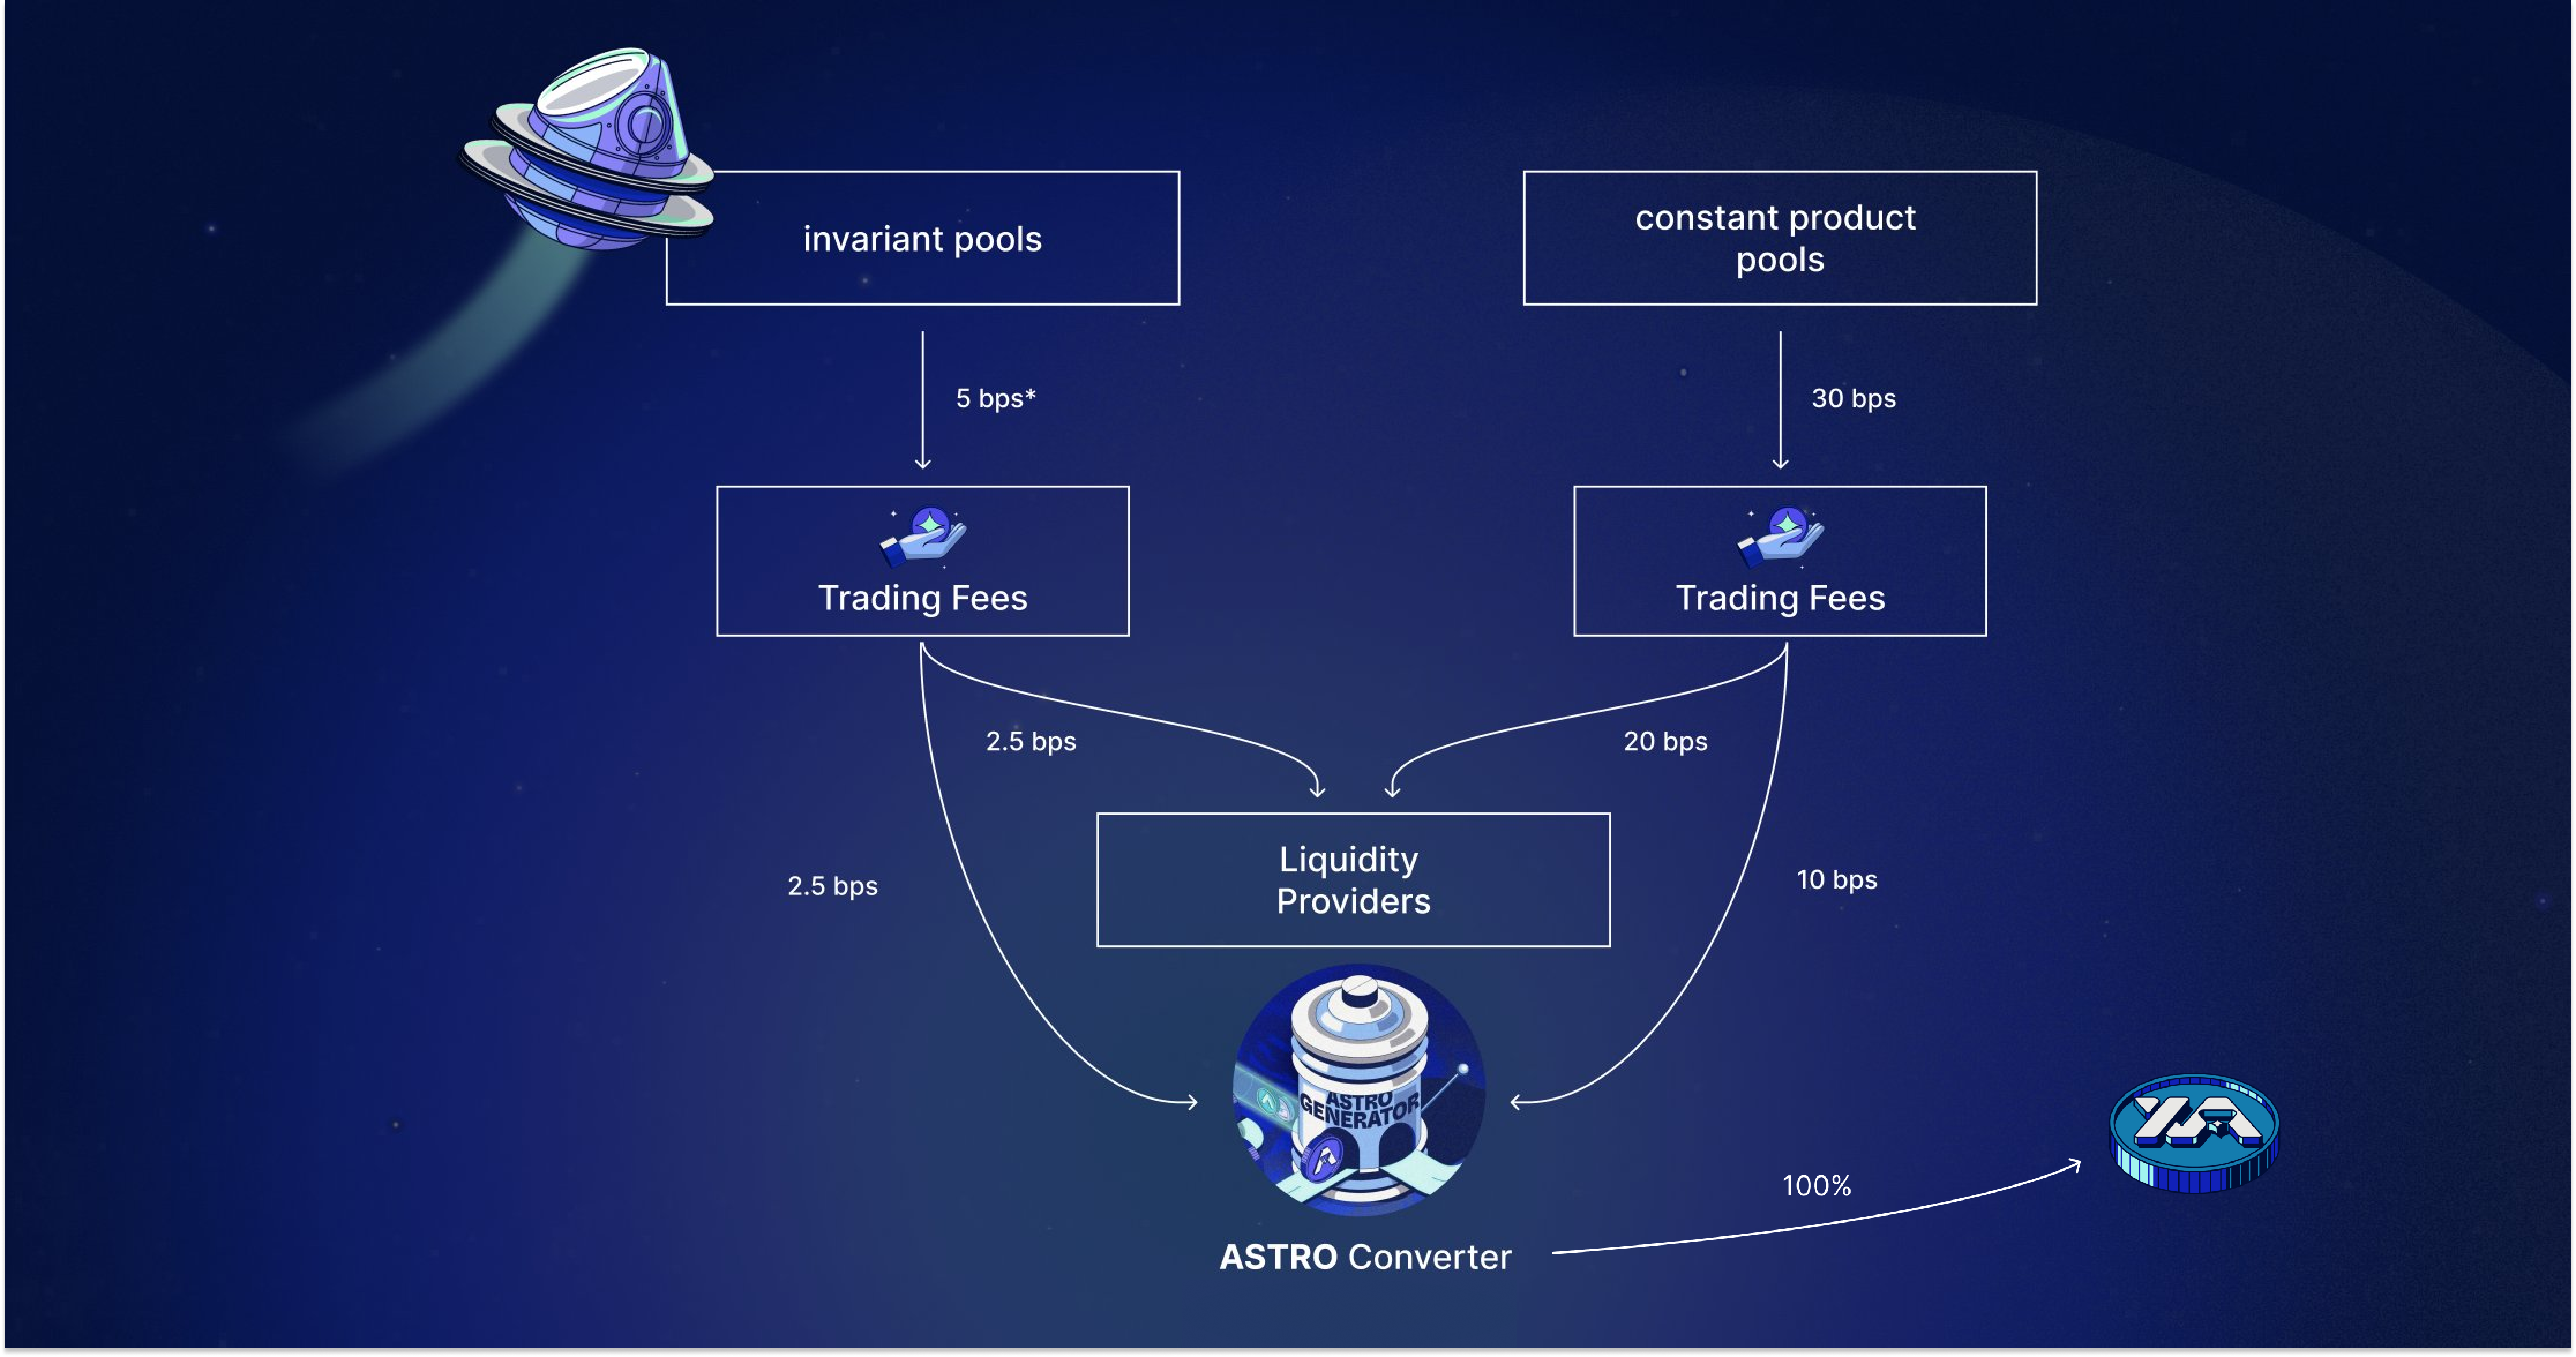 invariant pools
constant product
pools
5 bps*
30 bps
Trading Fees
Trading Fees
2.5 bps
20 bps
Liquidity
Providers
2.5 bps
10 bps
ASTRO
GENERATOR
100%
ASTRO Converter